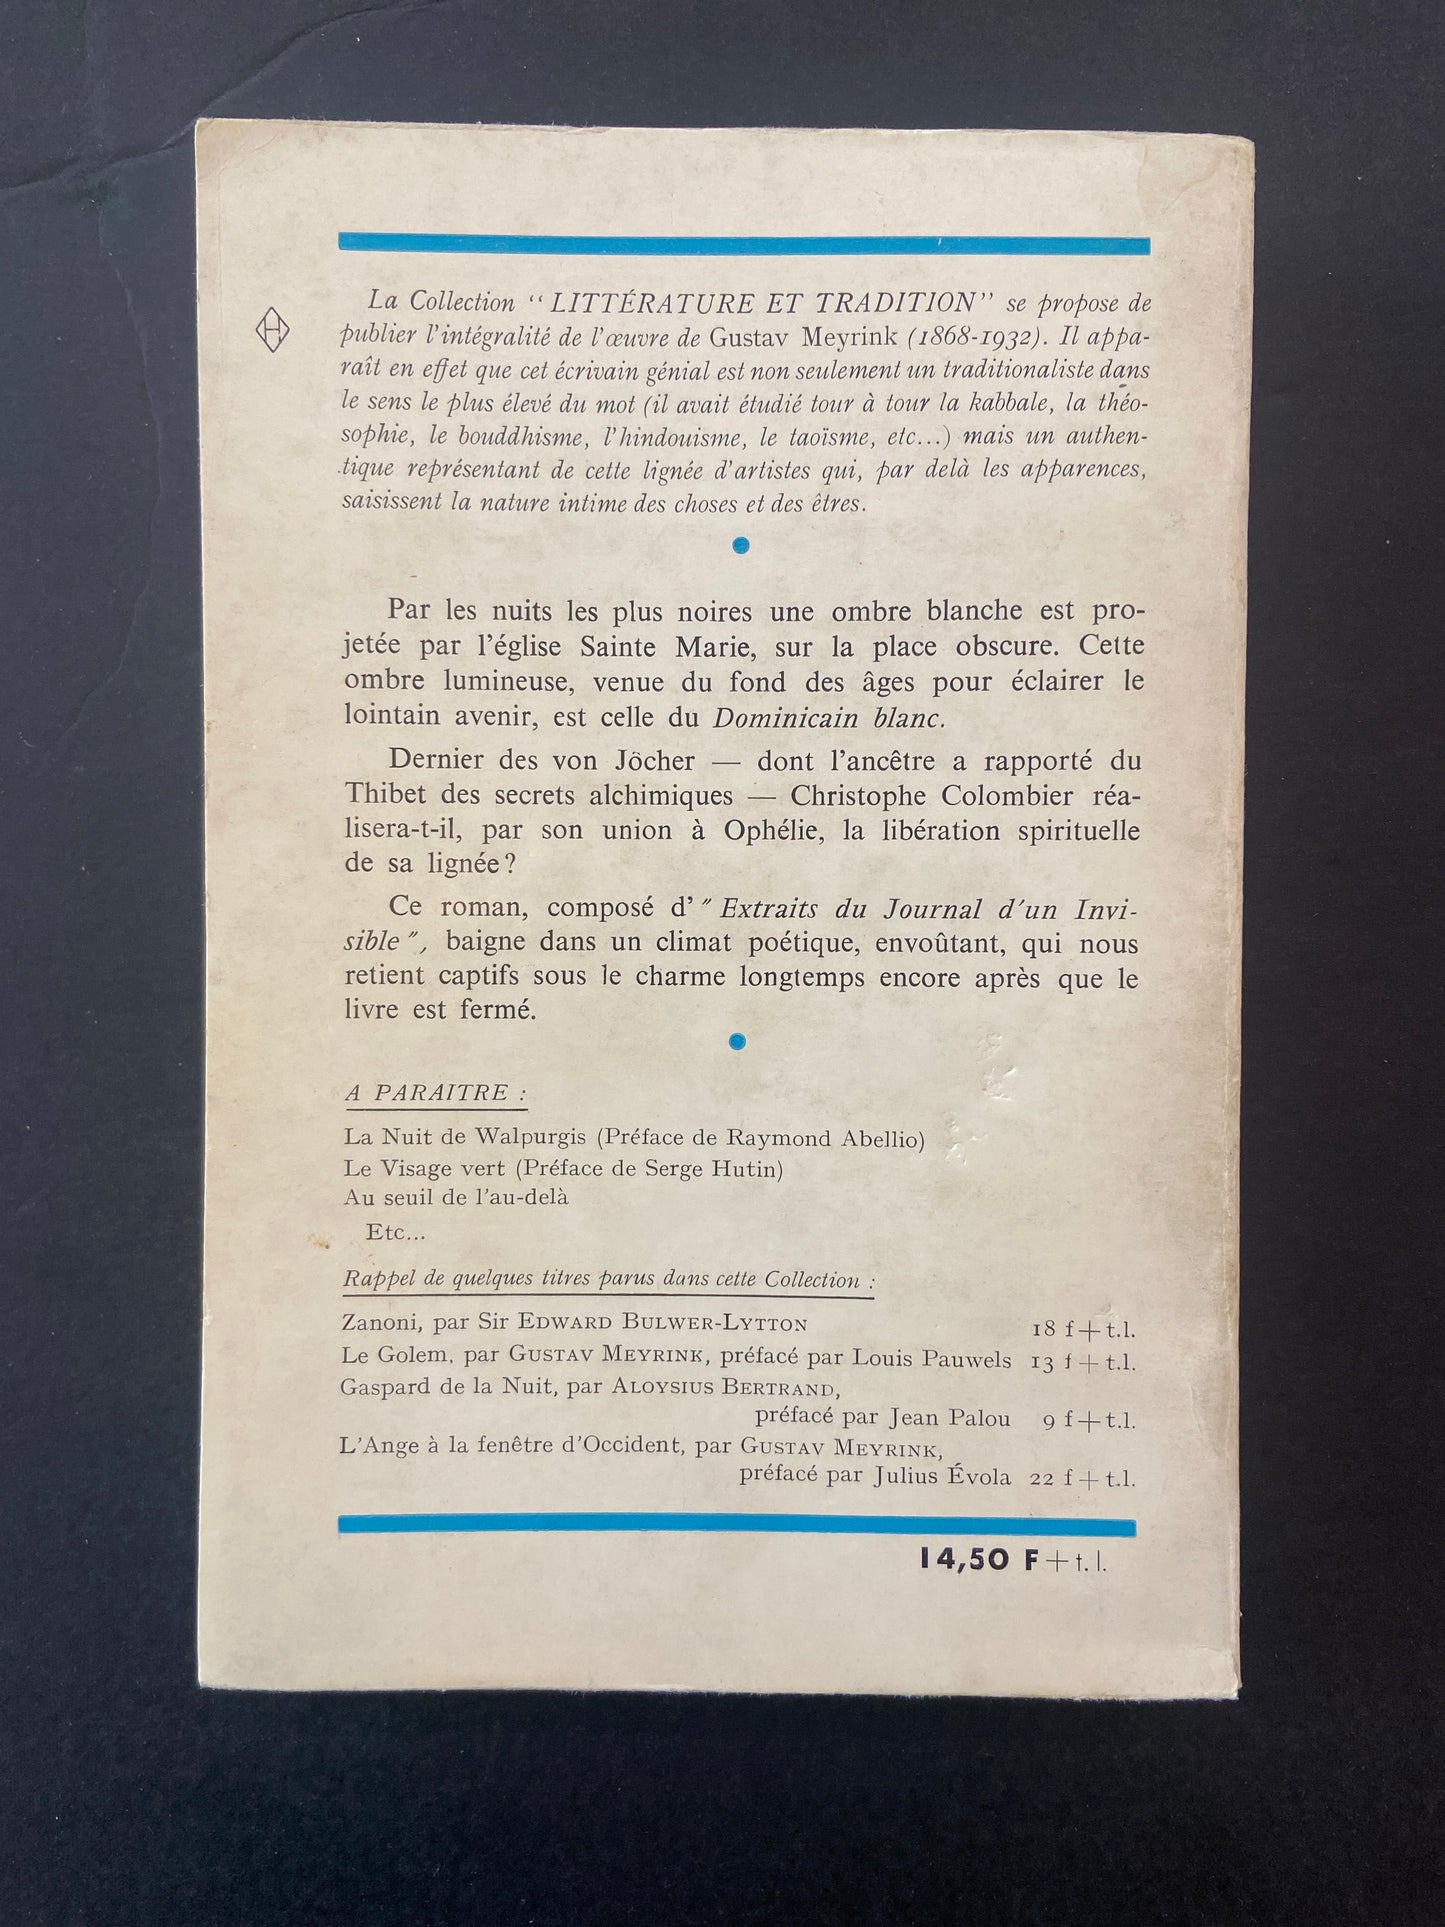 La Collection “LITTÉRATURE ET TRADITION” se propose de
publier l'intégralité de l'œuvre de Gustav Meyrink (1868-1932). Il appa-
raît en effet que cet écrivain génial est non seulement un traditionaliste dans
le sens le plus élevé du mot (il avait étudié tour à tour la kabbale, la théo-
sophie, le bouddhisme, l'hindouisme, le taoïsme, etc...) mais un authen-
tique représentant de cette lignée d'artistes qui, par delà les apparences,
saisissent la nature intime des choses et des êtres.
H
Par les nuits les plus noires une ombre blanche est pro-
jetée par l'église Sainte Marie, sur la place obscure. Cette
ombre lumineuse, venue du fond des âges pour éclairer le
lointain avenir, est celle du Dominicain blanc.
Dernier des von Jöcher — dont l'ancêtre a rapporté du
Thibet des secrets alchimiques — Christophe Colombier réa-
lisera-t-il, par son union à Ophélie, la libération spirituelle
de sa lignée ?
Ce roman, composé d' " Extraits du Journal d'un Invi-
sible ", baigne dans un climat poétique, envoûtant, qui nous
retient captifs sous le charme longtemps encore après que le
livre est fermé.
A PARAITRE :
La Nuit de Walpurgis (Préface de Raymond Abellio)
Le Visage vert (Préface de Serge Hutin)
Au seuil de l'au-delà
Etc...
Rappel de quelques titres parus dans cette Collection :
Zanoni, par Sir EDWARD BULWER-LYTTON 18 f + t.l.
Le Golem, par GUSTAV MEYRINK, préfacé par Louis Pauwels 13 f + t.l.
Gaspard de la Nuit, par ALOYSIUS BERTRAND,
préfacé par Jean Palou 9 f + t.l.
L'Ange à la fenêtre d'Occident, par GUSTAV MEYRINK,
préfacé par Julius Évola 22 f + t.l.
14,50 F + t. l.